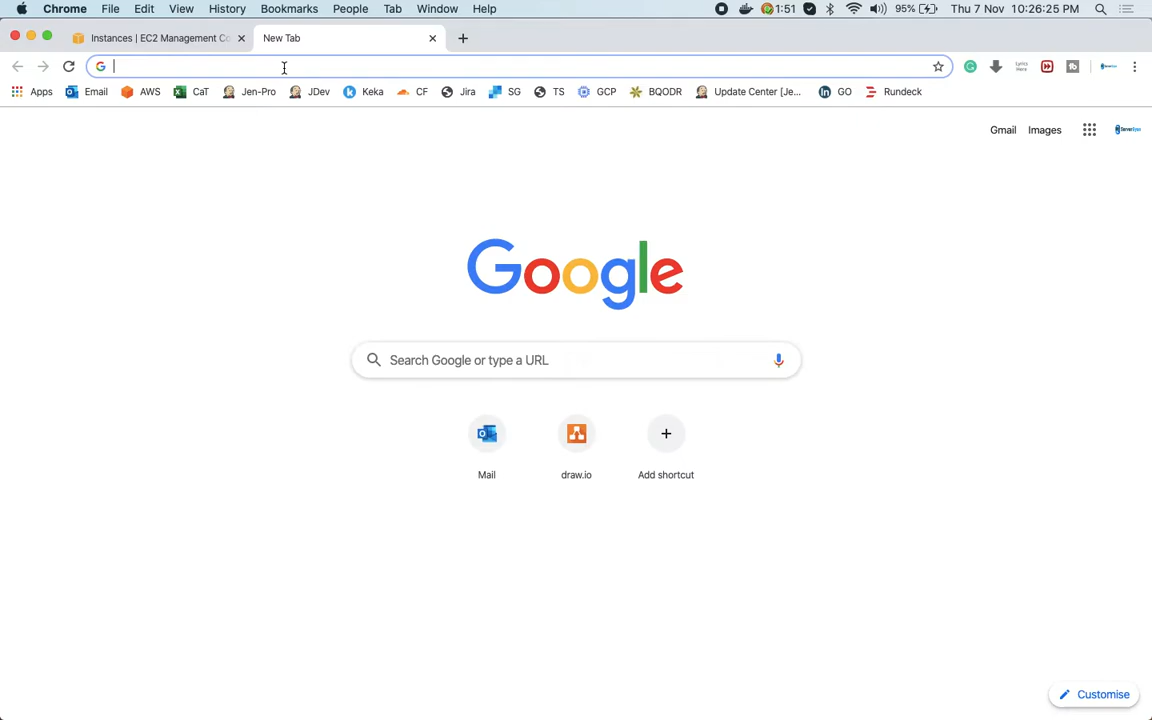 Chrome File Edit View History Bookmarks People Tab Window Help 1:51 95% Thu 7 Nov 10:26:25 PM
Instances | EC2 Management Co New Tab
Apps Email AWS CaT Jen-Pro JDev Keka CF Jira SG TS GCP BQODR Update Center [Je... GO Rundeck
Gmail Images
Google
Search Google or type a URL
Mail draw.io Add shortcut
Customise